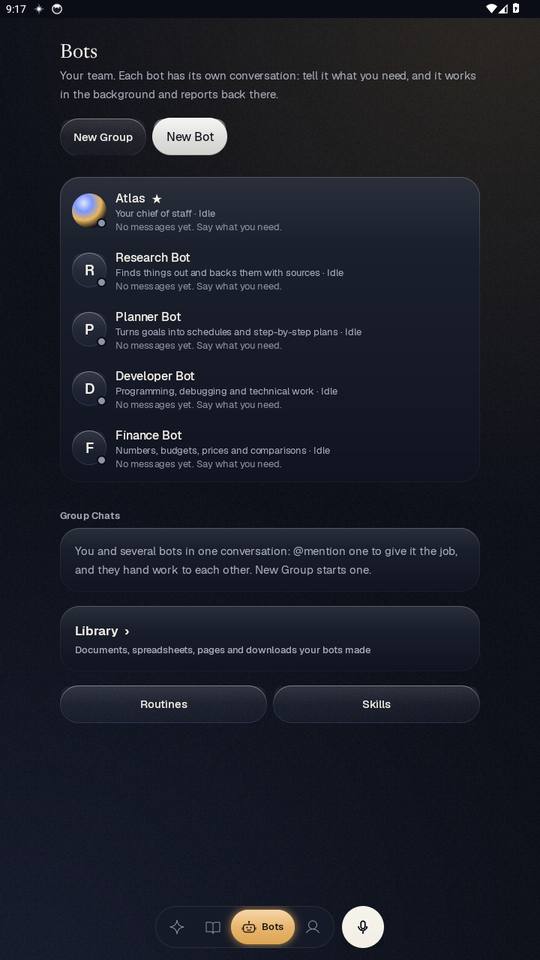 9:17
Bots
Your team. Each bot has its own conversation: tell it what you need, and it works
in the background and reports back there.
New Group
New Bot
Atlas ★
Your chief of staff · Idle
No messages yet. Say what you need.
R
Research Bot
Finds things out and backs them with sources · Idle
No messages yet. Say what you need.
P
Planner Bot
Turns goals into schedules and step-by-step plans · Idle
No messages yet. Say what you need.
D
Developer Bot
Programming, debugging and technical work · Idle
No messages yet. Say what you need.
F
Finance Bot
Numbers, budgets, prices and comparisons · Idle
No messages yet. Say what you need.
Group Chats
You and several bots in one conversation: @mention one to give it the job,
and they hand work to each other. New Group starts one.
Library ›
Documents, spreadsheets, pages and downloads your bots made
Routines
Skills
Bots